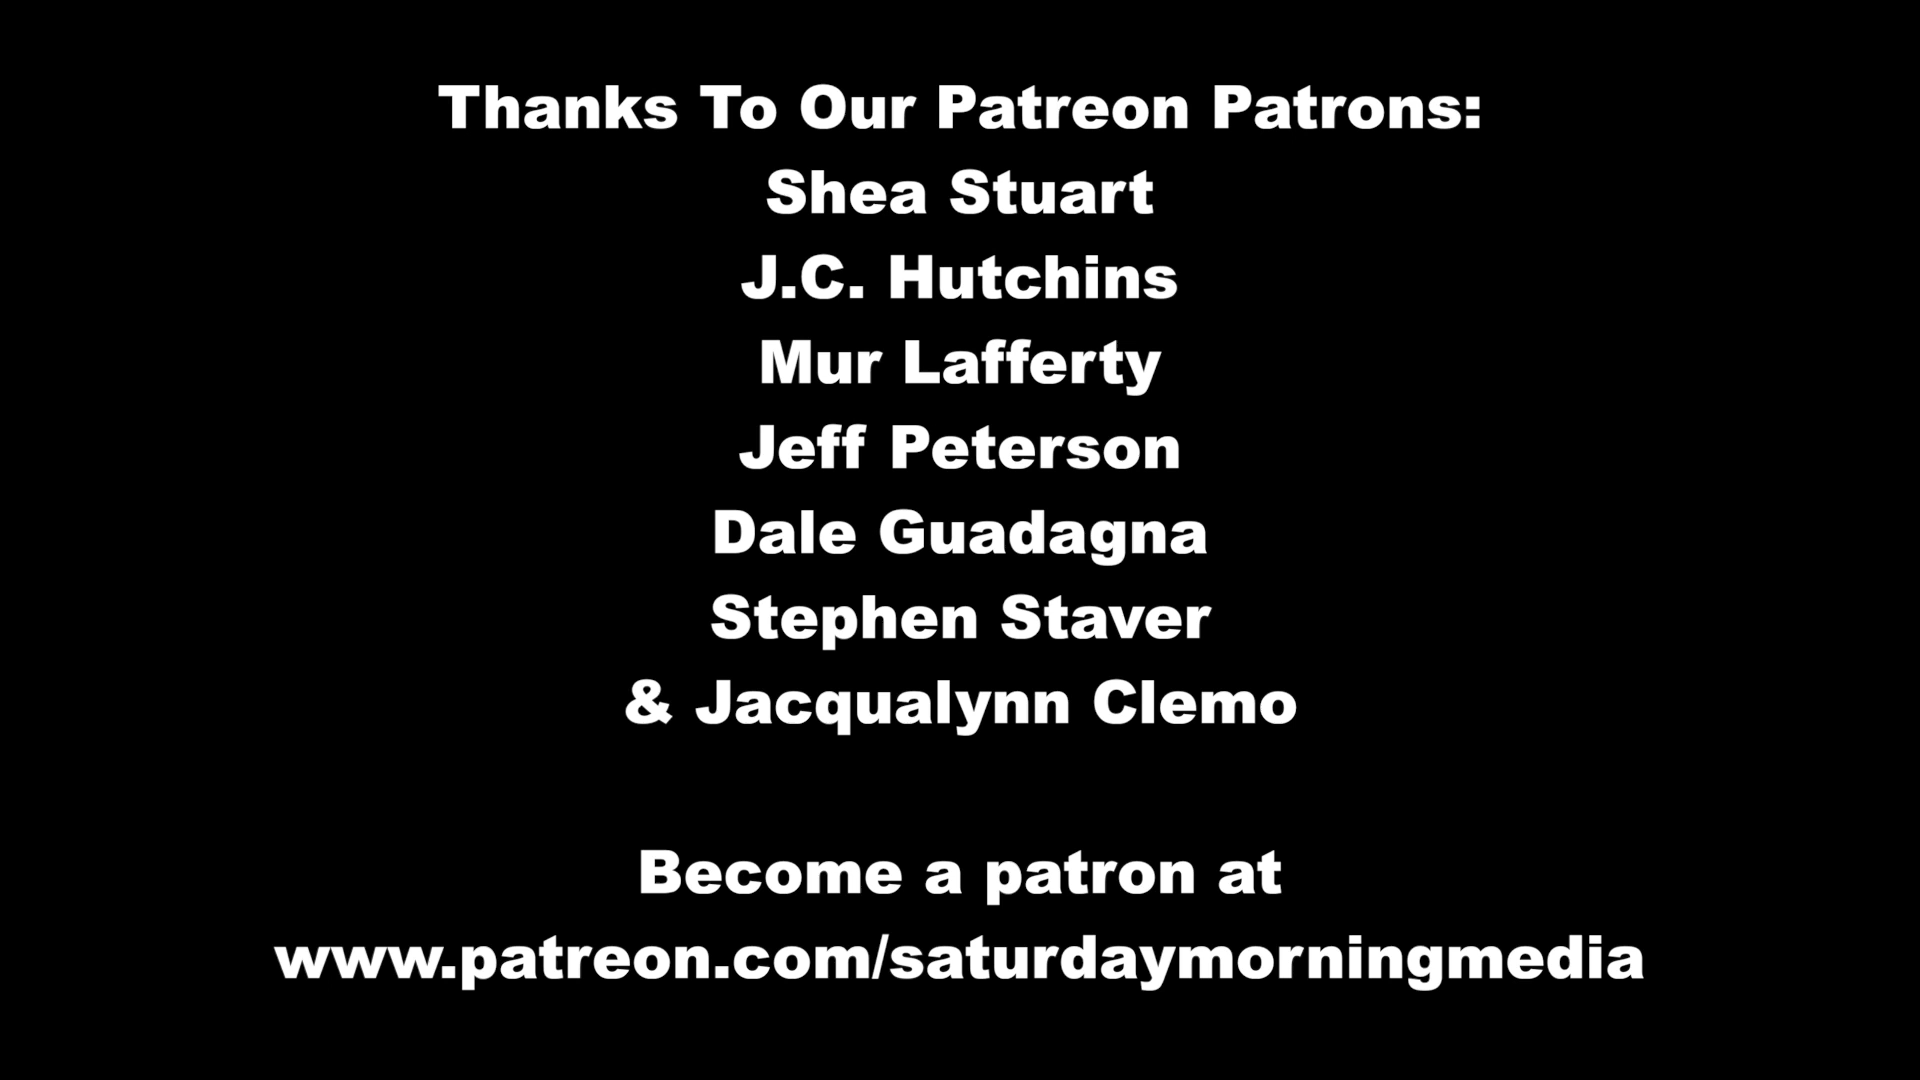 Thanks To Our Patreon Patrons:
Shea Stuart
J.C. Hutchins
Mur Lafferty
Jeff Peterson
Dale Guadagna
Stephen Staver
& Jacqualynn Clemo
Become a patron at
www.patreon.com/saturdaymorningmedia